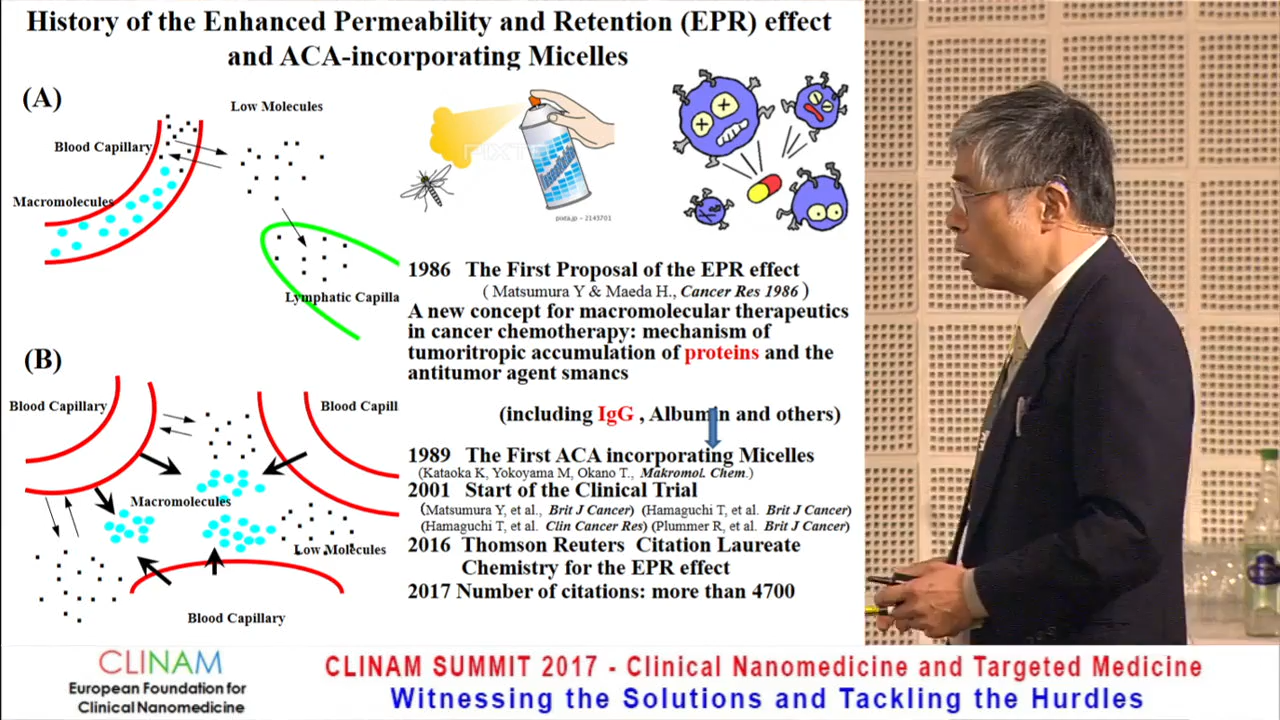 History of the Enhanced Permeability and Retention (EPR) effect
and ACA-incorporating Micelles
(A)
Low Molecules
Blood Capillary
Macromolecules
Lymphatic Capilla
PIXT
pixta.jp - 2143701
1986 The First Proposal of the EPR effect
( Matsumura Y & Maeda H., Cancer Res 1986 )
A new concept for macromolecular therapeutics
in cancer chemotherapy: mechanism of
tumoritropic accumulation of proteins and the
antitumor agent smancs
(including IgG , Albumin and others)
1989 The First ACA incorporating Micelles
(Kataoka K, Yokoyama M, Okano T., Makromol. Chem.)
2001 Start of the Clinical Trial
(Matsumura Y, et al., Brit J Cancer) (Hamaguchi T, et al. Brit J Cancer)
(Hamaguchi T, et al. Clin Cancer Res) (Plummer R, et al. Brit J Cancer)
2016 Thomson Reuters Citation Laureate
Chemistry for the EPR effect
2017 Number of citations: more than 4700
(B)
Blood Capillary
Blood Capill
Macromolecules
Low Molecules
Blood Capillary
CLINAM
European Foundation for
Clinical Nanomedicine
CLINAM SUMMIT 2017 - Clinical Nanomedicine and Targeted Medicine
Witnessing the Solutions and Tackling the Hurdles